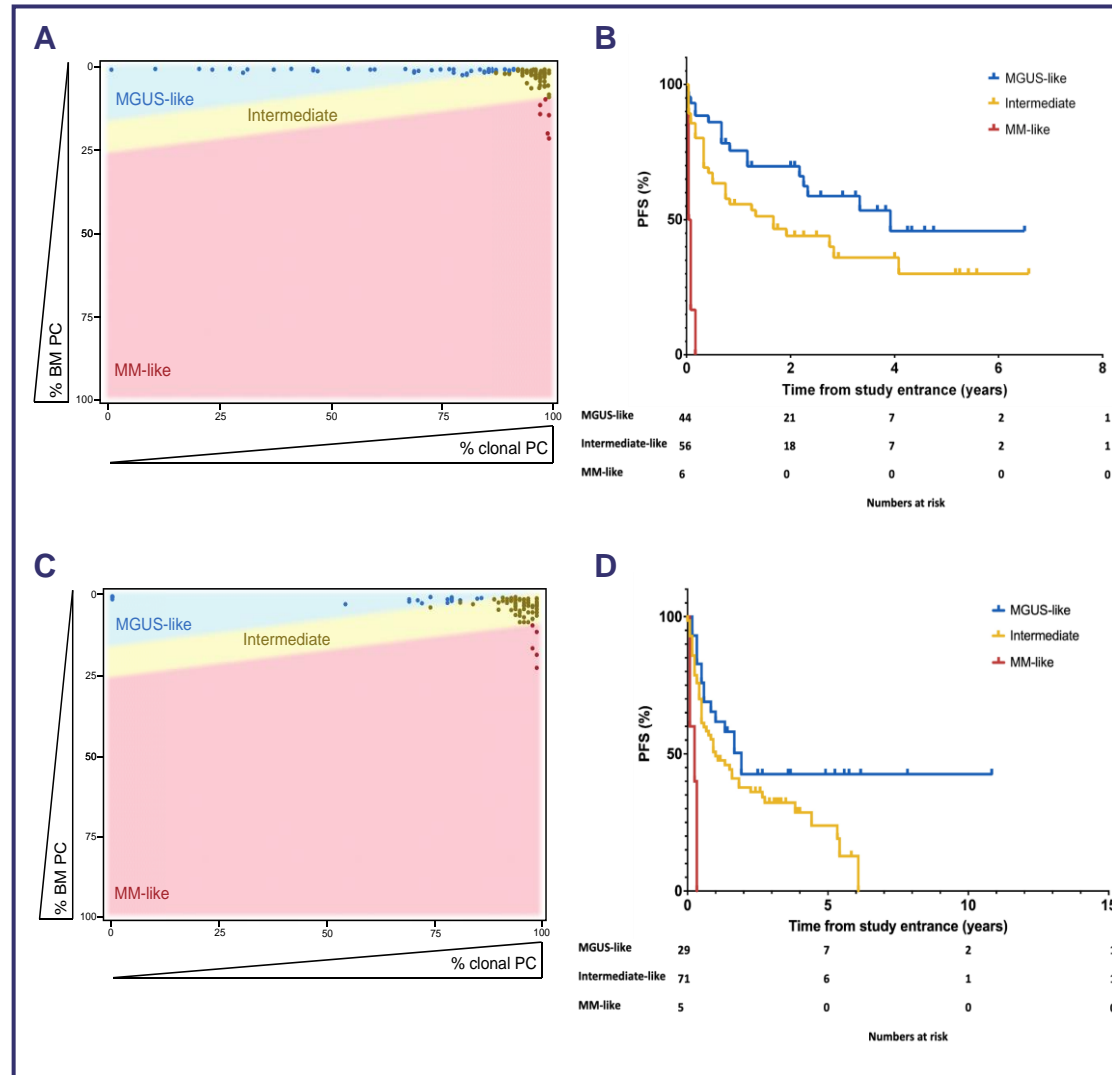 A
0
25
50
75
100
% BM PC
MGUS-like
Intermediate
MM-like
0 25 50 75 100
% clonal PC
B
MGUS-like
Intermediate
MM-like
PFS (%)
100
50
0
0 2 4 6 8
Time from study entrance (years)
MGUS-like 44 21 7 2 1
Intermediate-like 56 18 7 2 1
MM-like 6 0 0 0 0
Numbers at risk
C
0
25
50
75
100
% BM PC
MGUS-like
Intermediate
MM-like
0 25 50 75 100
% clonal PC
D
MGUS-like
Intermediate
MM-like
PFS (%)
100
50
0
0 5 10 15
Time from study entrance (years)
MGUS-like 29 7 2
Intermediate-like 71 6 1
MM-like 5 0 0
Numbers at risk